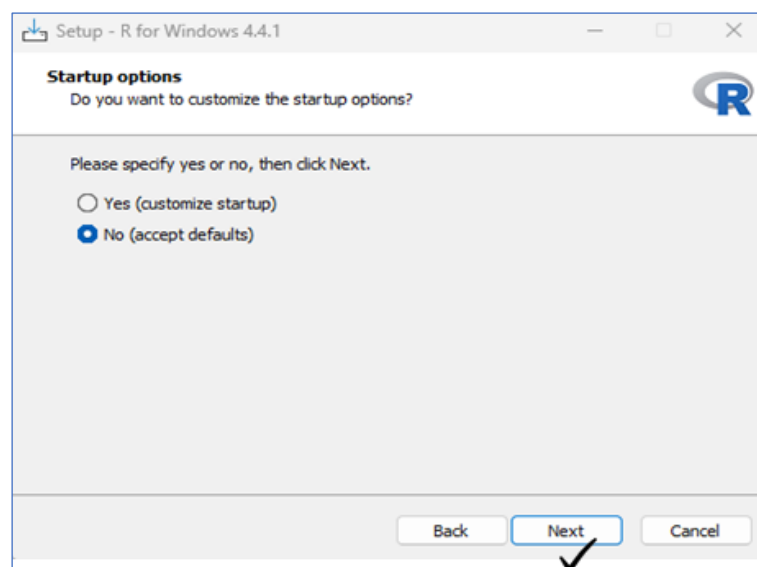 Setup - R for Windows 4.4.1
Startup options
Do you want to customize the startup options?
R
Please specify yes or no, then click Next.
Yes (customize startup)
No (accept defaults)
Back Next Cancel